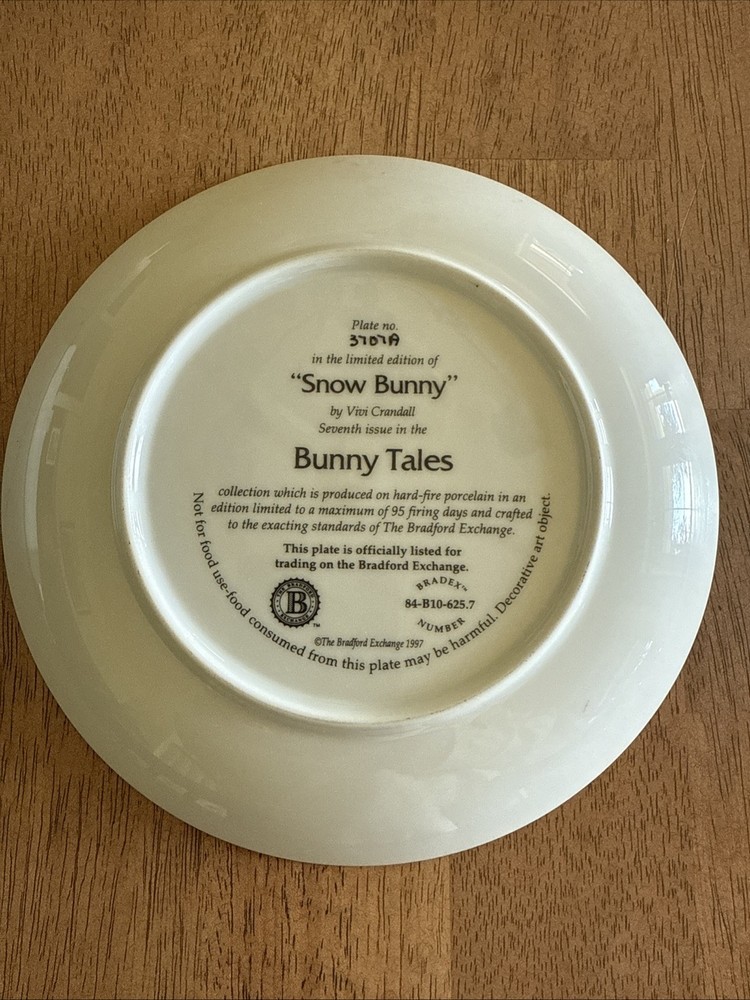 Plate no.
3707A
in the limited edition of
“Snow Bunny”
by Vivi Crandall
Seventh issue in the
Bunny Tales
collection which is produced on hard-fire porcelain in an
edition limited to a maximum of 95 firing days and crafted
to the exacting standards of The Bradford Exchange.
This plate is officially listed for
trading on the Bradford Exchange.
THE BRADFORD
B
EXCHANGE
™
BRADEX™
84-B10-625.7
NUMBER
©The Bradford Exchange 1997
Not for food use-food consumed from this plate may be harmful. Decorative art object.